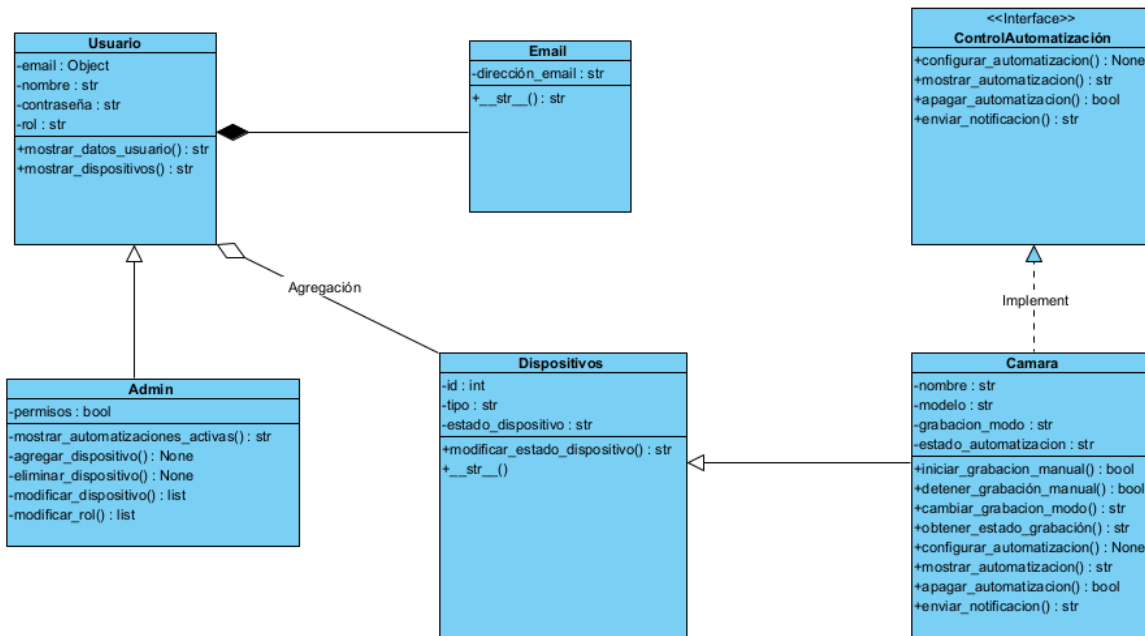 Usuario
-email : Object
-nombre : str
-contraseña : str
-rol : str
+mostrar_datos_usuario() : str
+mostrar_dispositivos() : str
Email
-dirección_email : str
+__str__() : str
<<Interface>>
ControlAutomatización
+configurar_automatizacion() : None
+mostrar_automatizacion() : str
+apagar_automatizacion() : bool
+enviar_notificacion() : str
Agregación
Implement
Admin
-permisos : bool
-mostrar_automatizaciones_activas() : str
-agregar_dispositivo() : None
-eliminar_dispositivo() : None
-modificar_dispositivo() : list
-modificar_rol() : list
Dispositivos
-id : int
-tipo : str
-estado_dispositivo : str
+modificar_estado_dispositivo() : str
+__str__()
Camara
-nombre : str
-modelo : str
-grabacion_modo : str
-estado_automatizacion : str
+iniciar_grabacion_manual() : bool
+detener_grabación_manual() : bool
+cambiar_grabacion_modo() : str
+obtener_estado_grabación() : str
+configurar_automatizacion() : None
+mostrar_automatizacion() : str
+apagar_automatizacion() : bool
+enviar_notificacion() : str